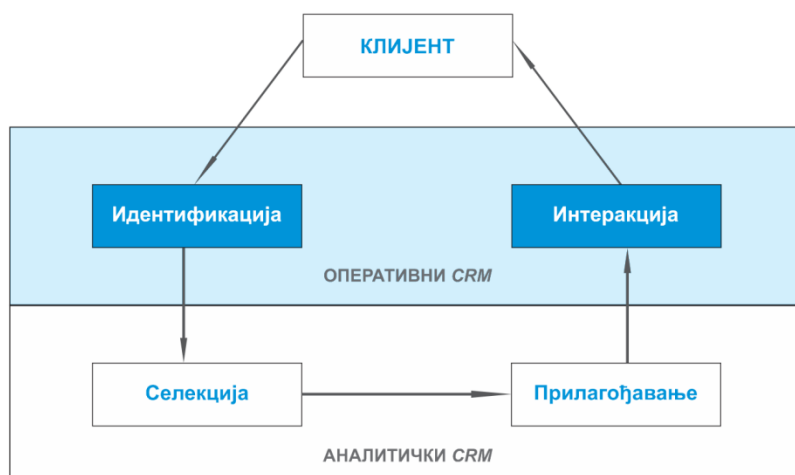 КЛИЈЕНТ
Идентификација
Интеракција
ОПЕРАТИВНИ CRM
Селекција
Прилагођавање
АНАЛИТИЧКИ CRM